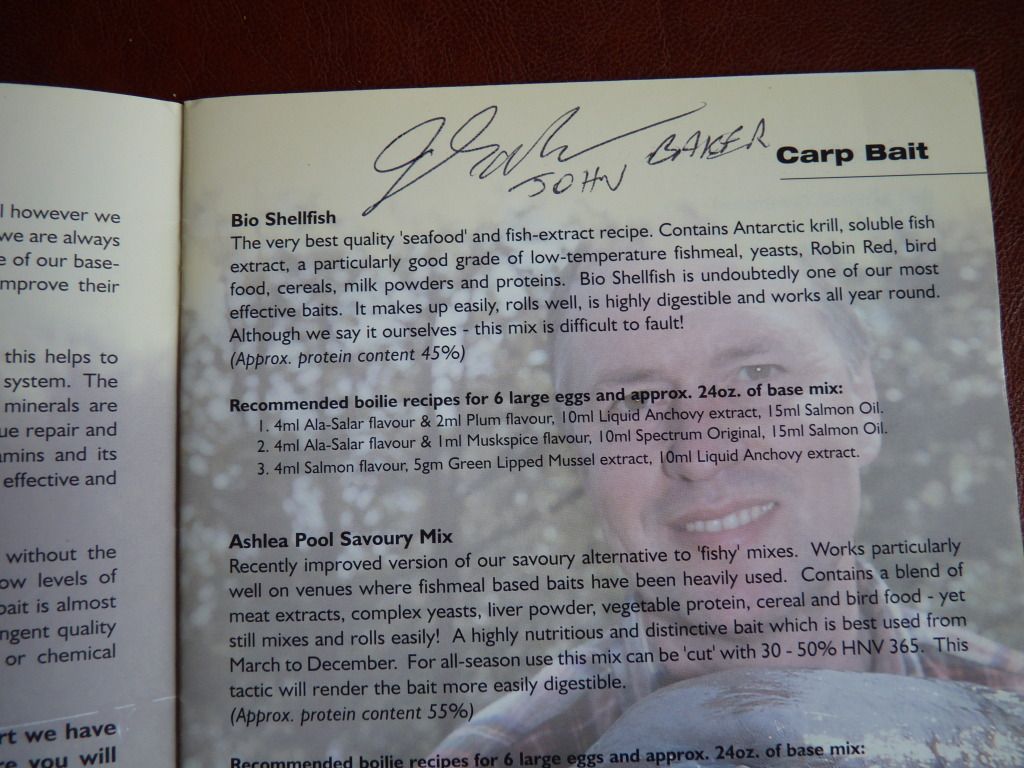 l however we
we are always
e of our base-
mprove their
this helps to
system. The
minerals are
ue repair and
amins and its
effective and
without the
ow levels of
bait is almost
ngent quality
or chemical
rt we have
re you will
JOHN BAKER
Carp Bait
Bio Shellfish
The very best quality 'seafood' and fish-extract recipe. Contains Antarctic krill, soluble fish
extract, a particularly good grade of low-temperature fishmeal, yeasts, Robin Red, bird
food, cereals, milk powders and proteins. Bio Shellfish is undoubtedly one of our most
effective baits. It makes up easily, rolls well, is highly digestible and works all year round.
Although we say it ourselves - this mix is difficult to fault!
(Approx. protein content 45%)
Recommended boilie recipes for 6 large eggs and approx. 24oz. of base mix:
1. 4ml Ala-Salar flavour & 2ml Plum flavour, 10ml Liquid Anchovy extract, 15ml Salmon Oil.
2. 4ml Ala-Salar flavour & 1ml Muskspice flavour, 10ml Spectrum Original, 15ml Salmon Oil.
3. 4ml Salmon flavour, 5gm Green Lipped Mussel extract, 10ml Liquid Anchovy extract.
Ashlea Pool Savoury Mix
Recently improved version of our savoury alternative to 'fishy' mixes. Works particularly
well on venues where fishmeal based baits have been heavily used. Contains a blend of
meat extracts, complex yeasts, liver powder, vegetable protein, cereal and bird food - yet
still mixes and rolls easily! A highly nutritious and distinctive bait which is best used from
March to December. For all-season use this mix can be 'cut' with 30 - 50% HNV 365. This
tactic will render the bait more easily digestible.
(Approx. protein content 55%)
Recommended boilie recipes for 6 large eggs and approx. 24oz. of base mix: